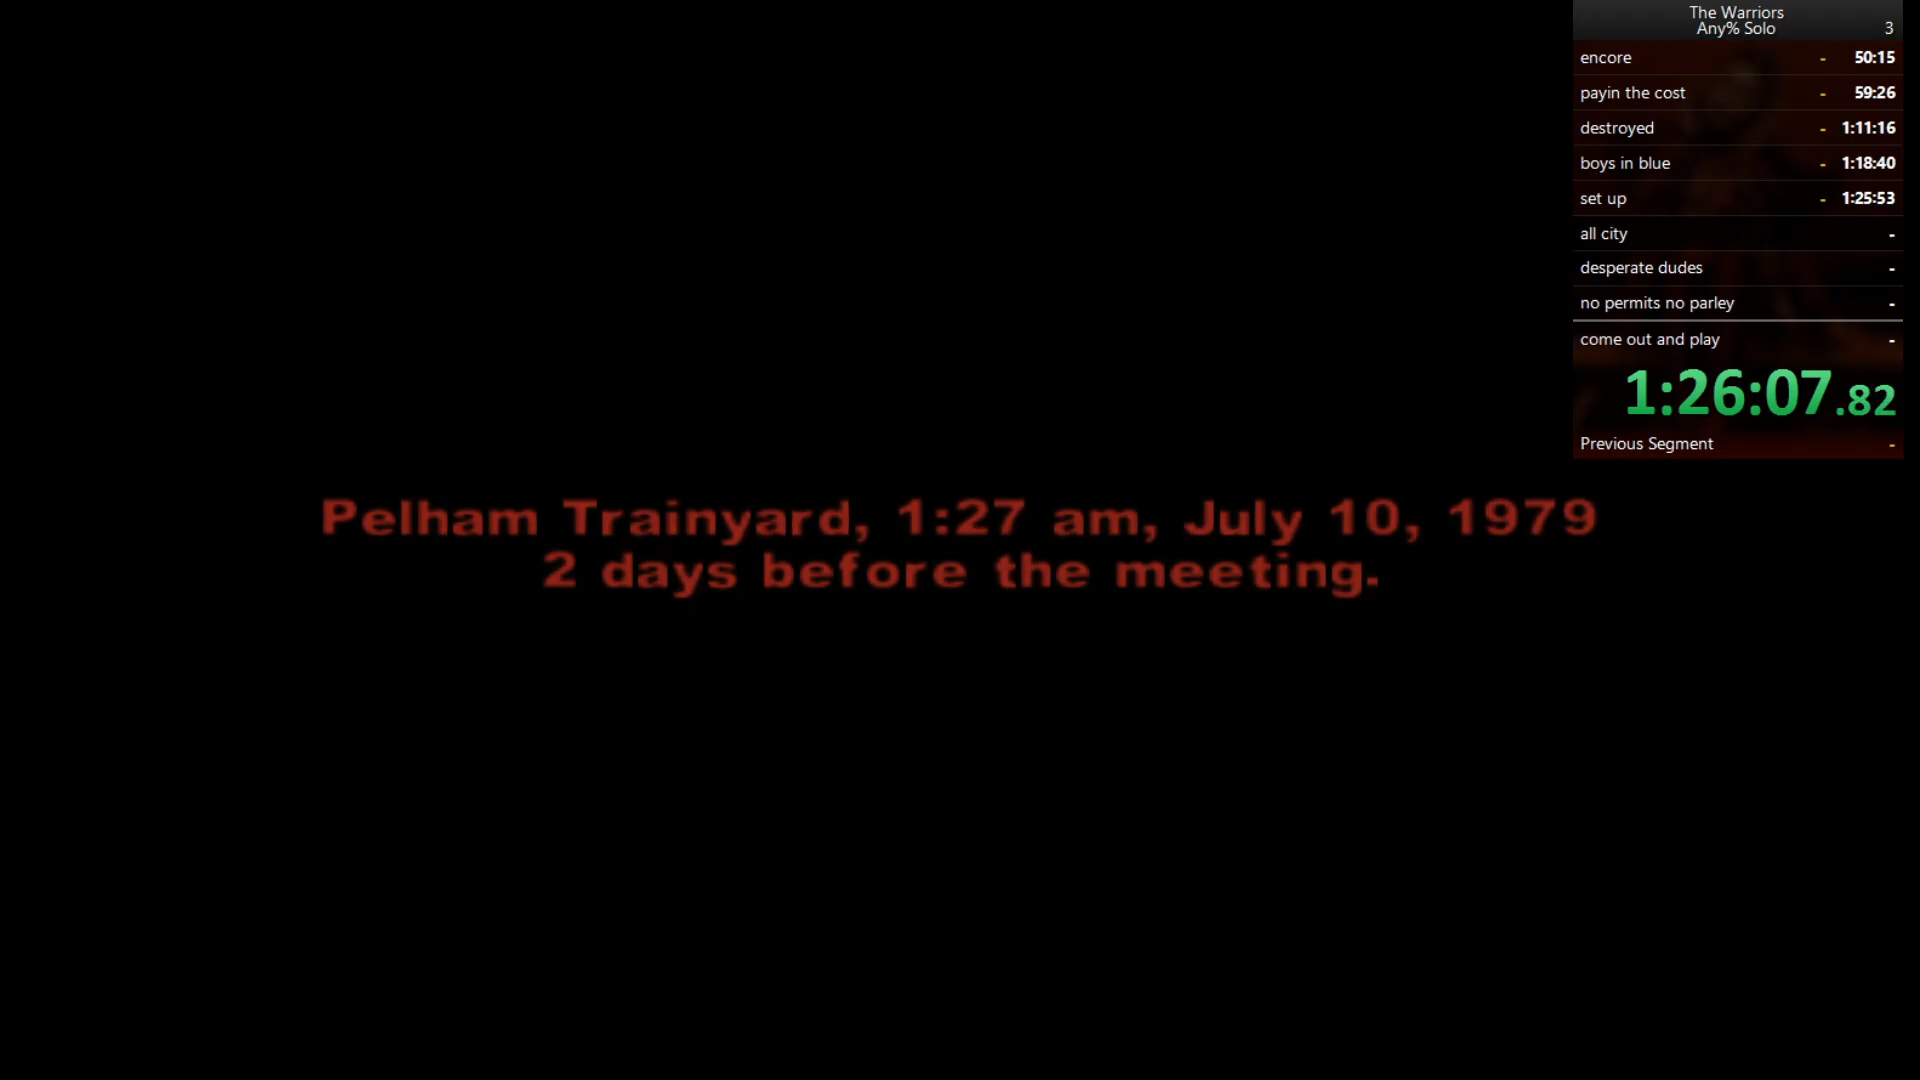 The Warriors
Any% Solo 3
encore - 50:15
payin the cost - 59:26
destroyed - 1:11:16
boys in blue - 1:18:40
set up - 1:25:53
all city -
desperate dudes -
no permits no parley -
come out and play -
1:26:07.82
Previous Segment -
Pelham Trainyard, 1:27 am, July 10, 1979
2 days before the meeting.